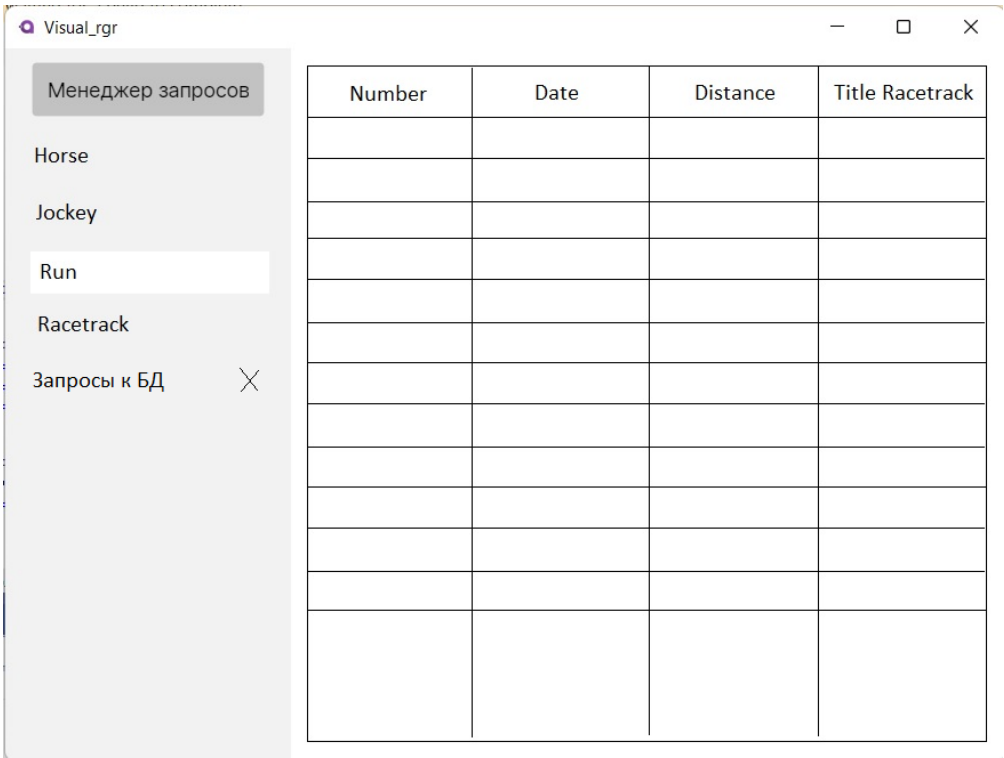 Visual_rgr
Менеджер запросов
Horse
Jockey
Run
Racetrack
Запросы к БД
Number Date Distance Title Racetrack